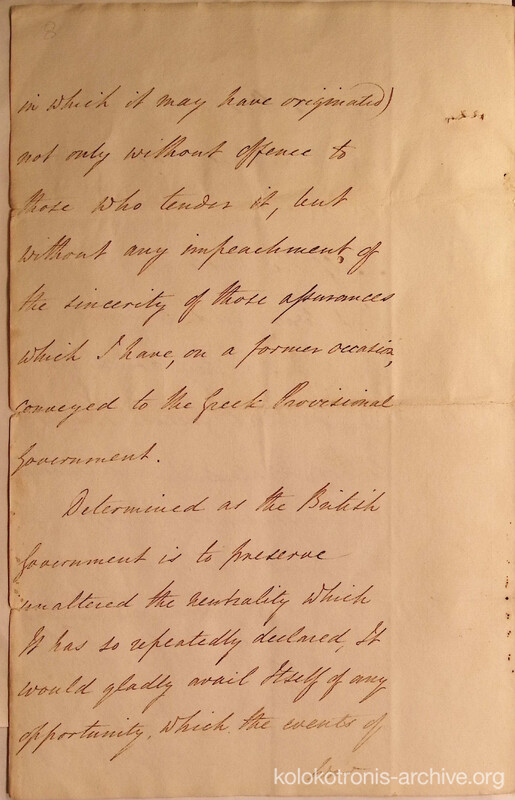 3
in which it may have originated)
not only without offence to
those who tender it, but
without any impeachment of
the sincerity of those assurances
which I have, on a former occasion,
conveyed to the Greek Provisional
Government.
Determined as the British
Government is to preserve
unaltered the neutrality which
It has so repeatedly declared, It
would gladly avail Itself of any
opportunity, which the events of
kolokotronis-archive.org